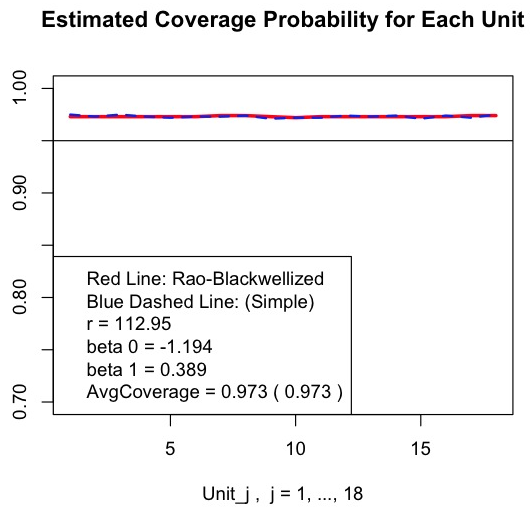 Estimated Coverage Probability for Each Unit
1.00
0.90
0.80
0.70
Red Line: Rao-Blackwellized
Blue Dashed Line: (Simple)
r = 112.95
beta 0 = -1.194
beta 1 = 0.389
AvgCoverage = 0.973 ( 0.973 )
5 10 15
Unit_j , j = 1, ..., 18